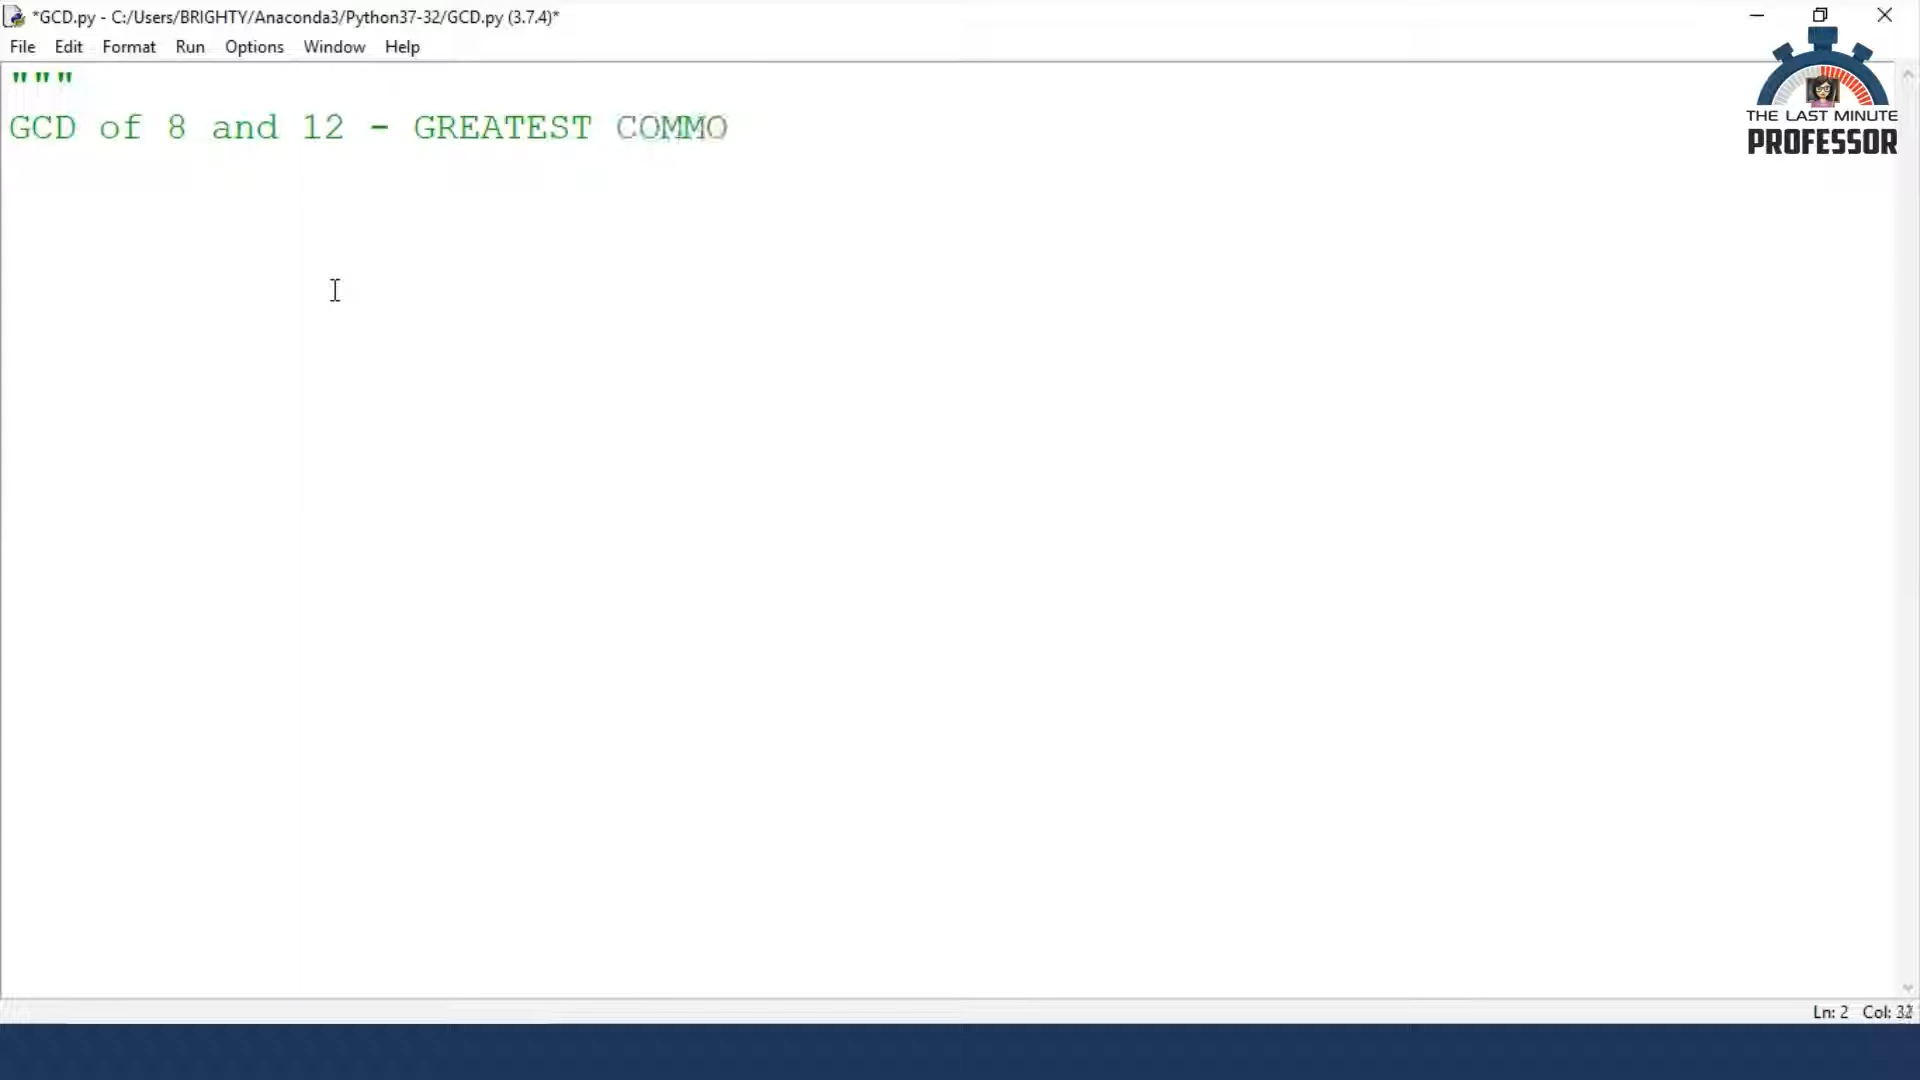 *GCD.py - C:/Users/BRIGHTY/Anaconda3/Python37-32/GCD.py (3.7.4)*
File Edit Format Run Options Window Help
"""
GCD of 8 and 12 - GREATEST COMMO
THE LAST MINUTE
PROFESSOR
Ln: 2 Col: 32